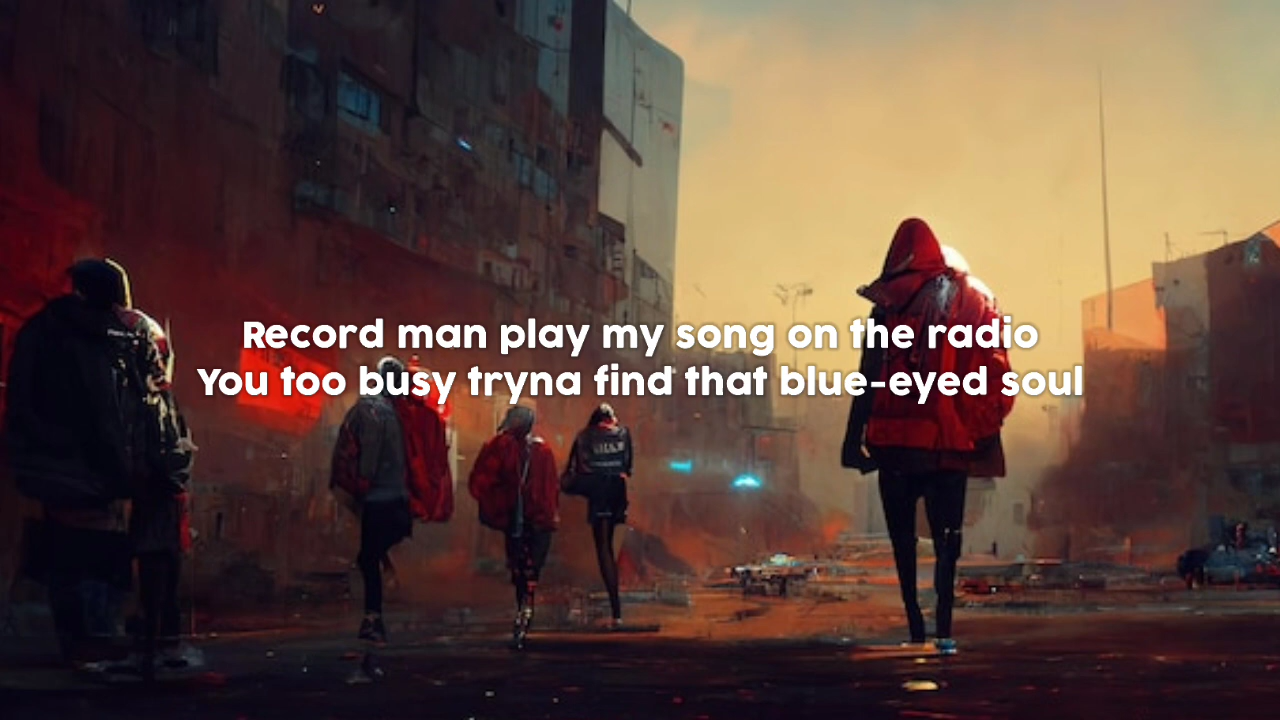 Record man play my song on the radio
You too busy tryna find that blue-eyed soul